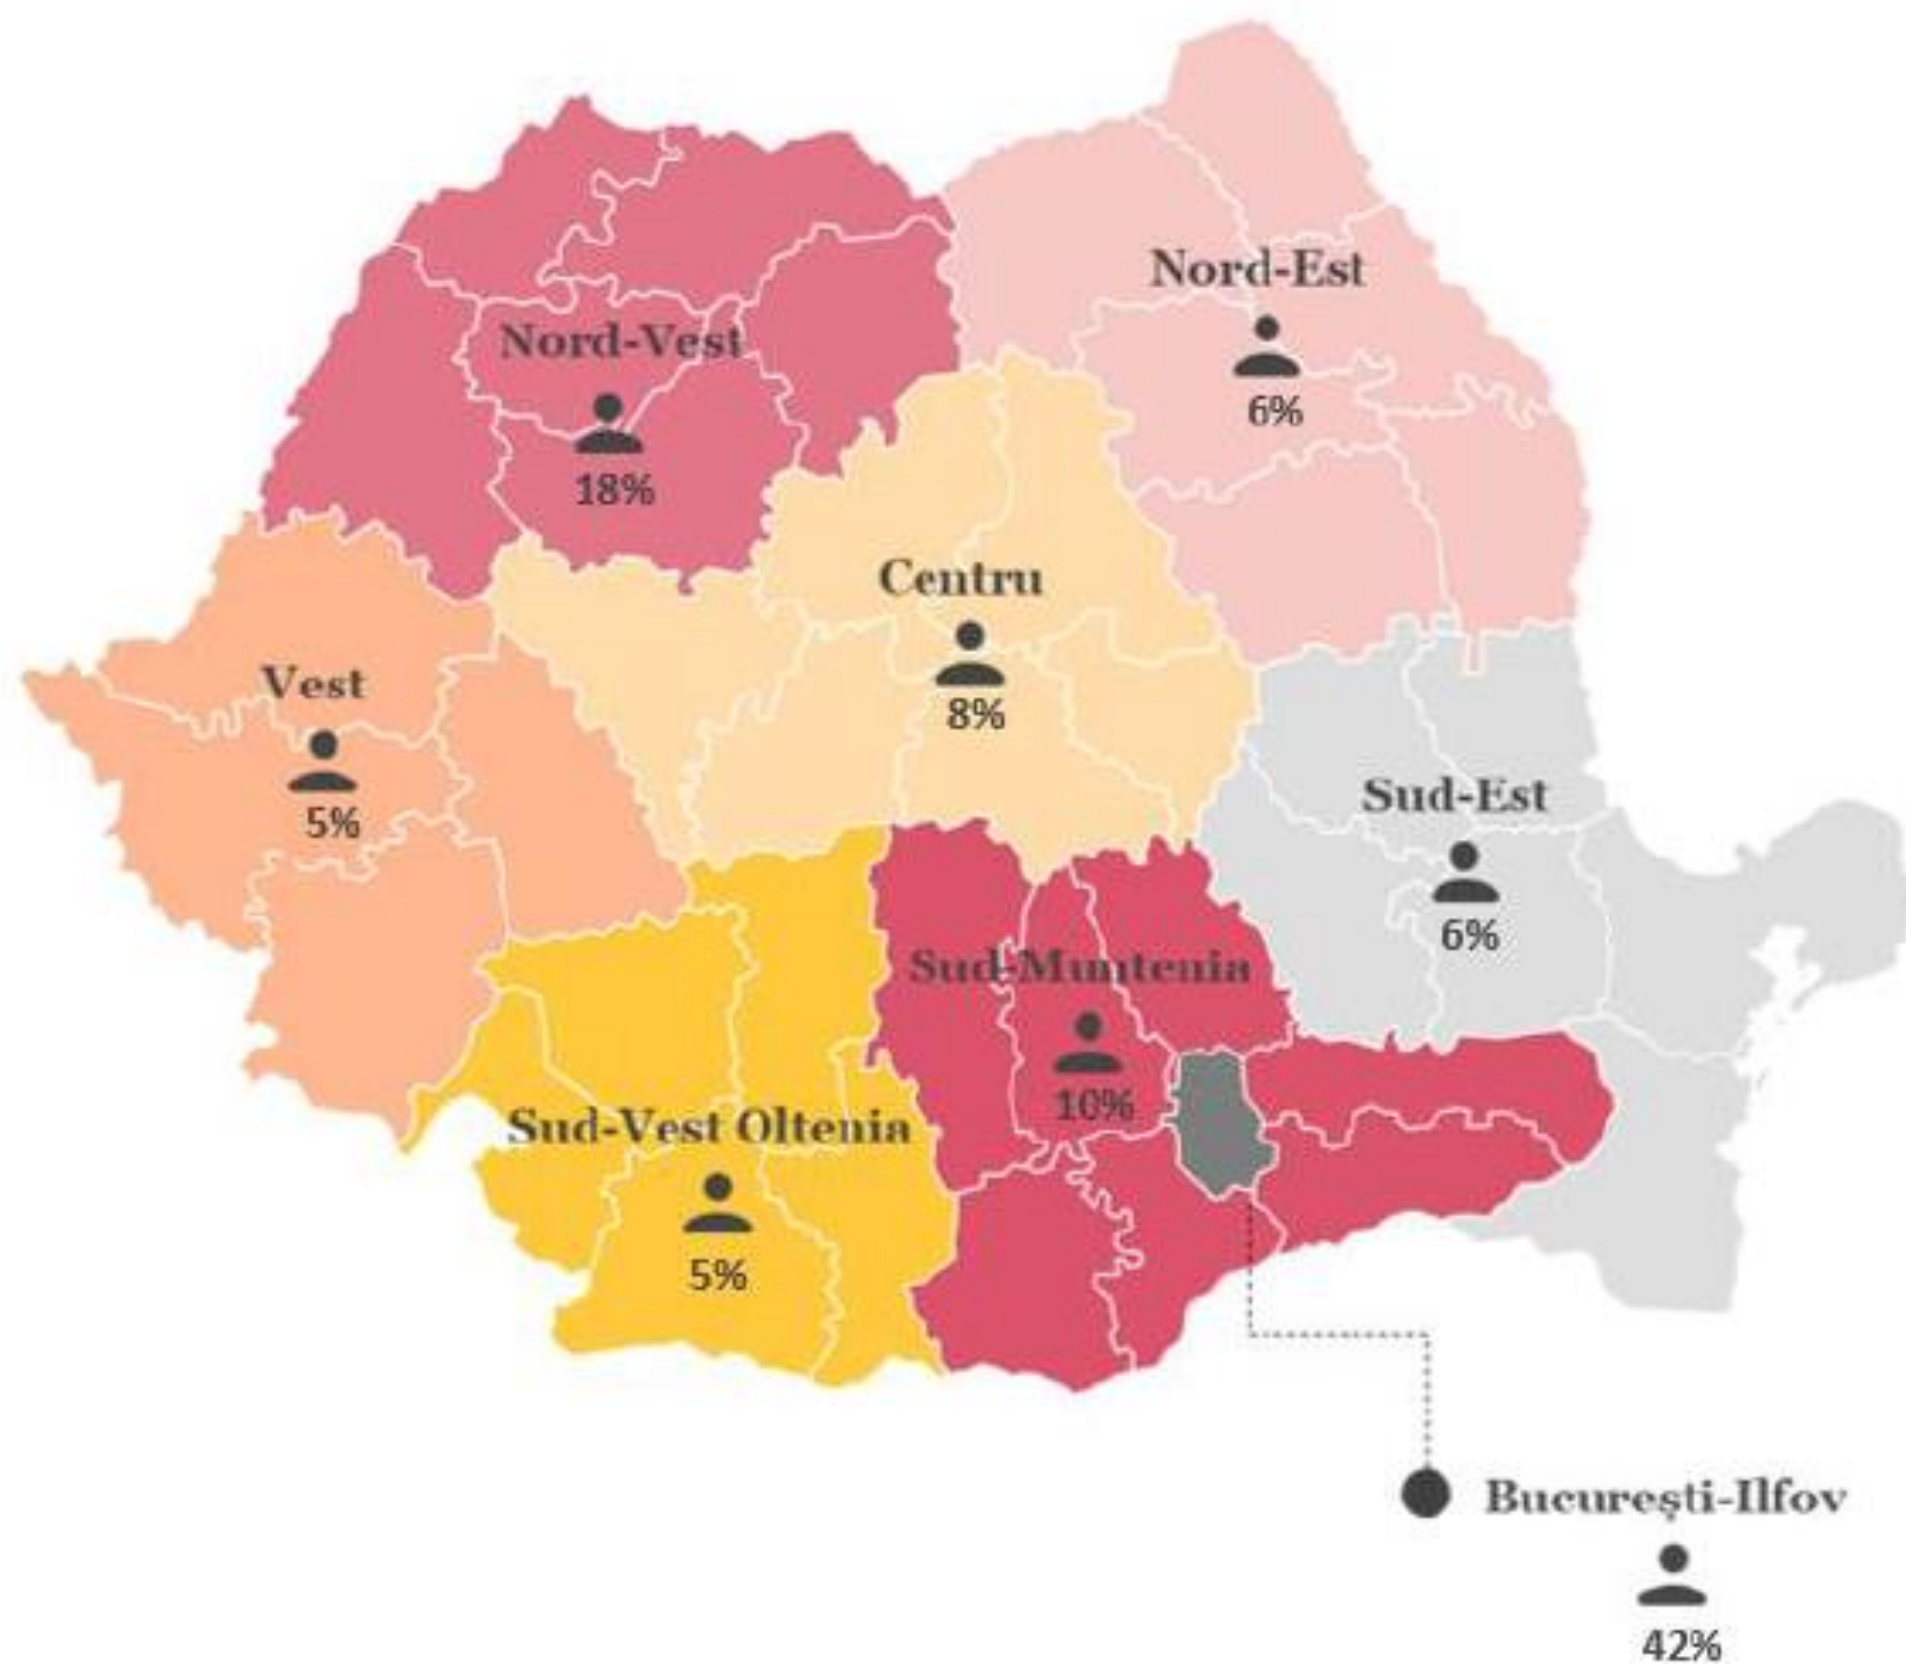 Nord-Est
6%
Nord-Vest
18%
Centru
8%
Vest
5%
Sud-Est
6%
Sud-Muntenia
10%
Sud-Vest Oltenia
5%
București-Ilfov
42%